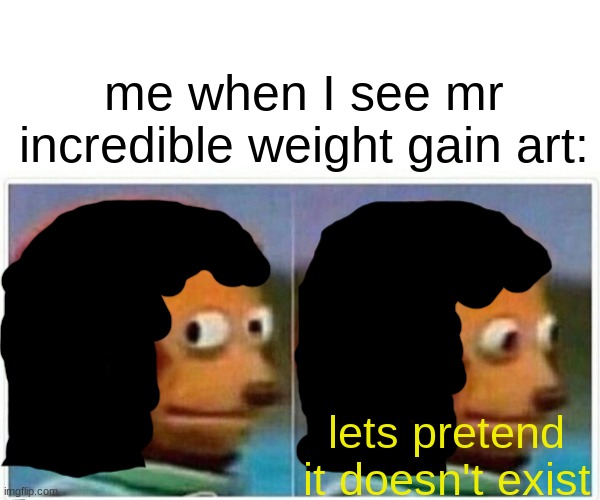 me when I see mr
incredible weight gain art:
lets pretend
it doesn't exist
imgflip.com